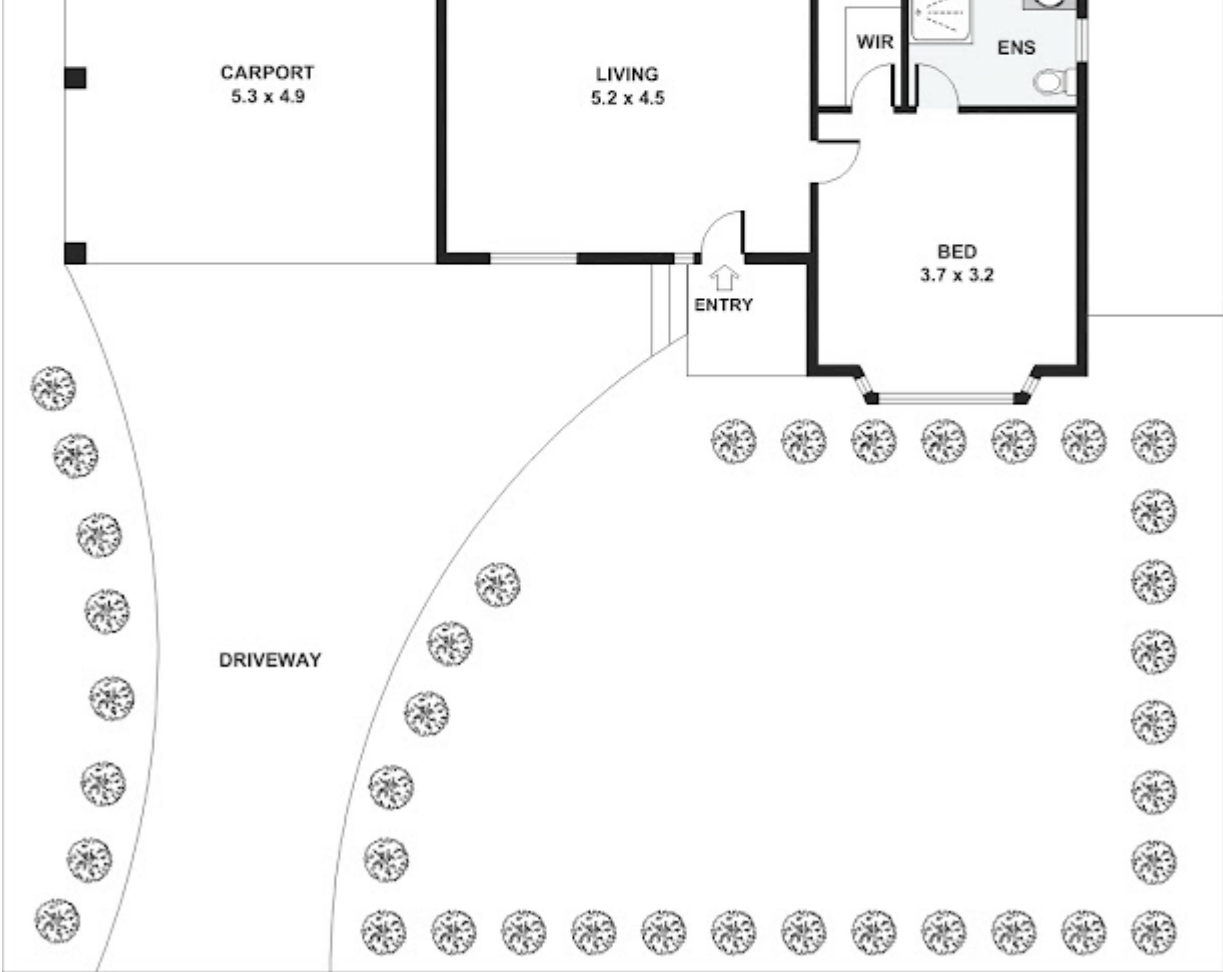 CARPORT
5.3 x 4.9
LIVING
5.2 x 4.5
WIR
ENS
BED
3.7 x 3.2
ENTRY
DRIVEWAY